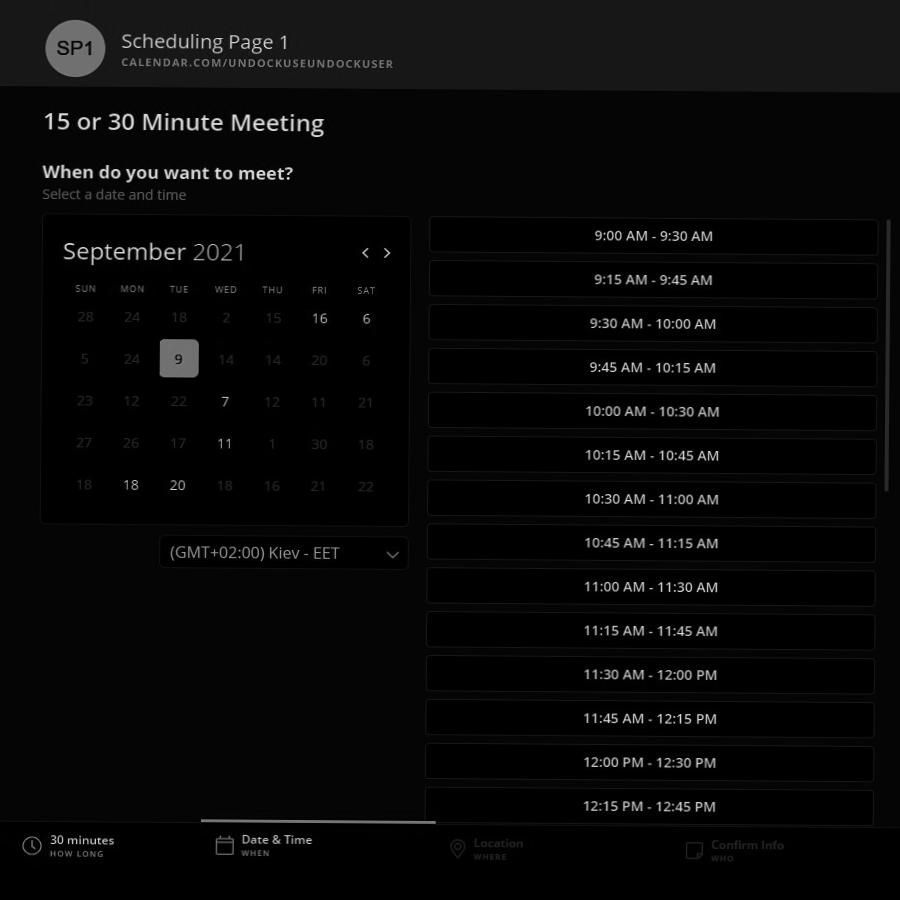 SP1
Scheduling Page 1
CALENDAR.COM/UNDOCKUSEUNDOCKUSER
15 or 30 Minute Meeting
When do you want to meet?
Select a date and time
September 2021
SUN MON TUE WED THU FRI SAT
28 24 18 2 15 16 6
5 24 9 14 14 20 6
23 12 22 7 12 11 21
27 26 17 11 1 30 18
18 18 20 18 16 21 22
(GMT+02:00) Kiev - EET
9:00 AM - 9:30 AM
9:15 AM - 9:45 AM
9:30 AM - 10:00 AM
9:45 AM - 10:15 AM
10:00 AM - 10:30 AM
10:15 AM - 10:45 AM
10:30 AM - 11:00 AM
10:45 AM - 11:15 AM
11:00 AM - 11:30 AM
11:15 AM - 11:45 AM
11:30 AM - 12:00 PM
11:45 AM - 12:15 PM
12:00 PM - 12:30 PM
12:15 PM - 12:45 PM
30 minutes
HOW LONG
Date & Time
WHEN
Location
WHERE
Confirm Info
WHO